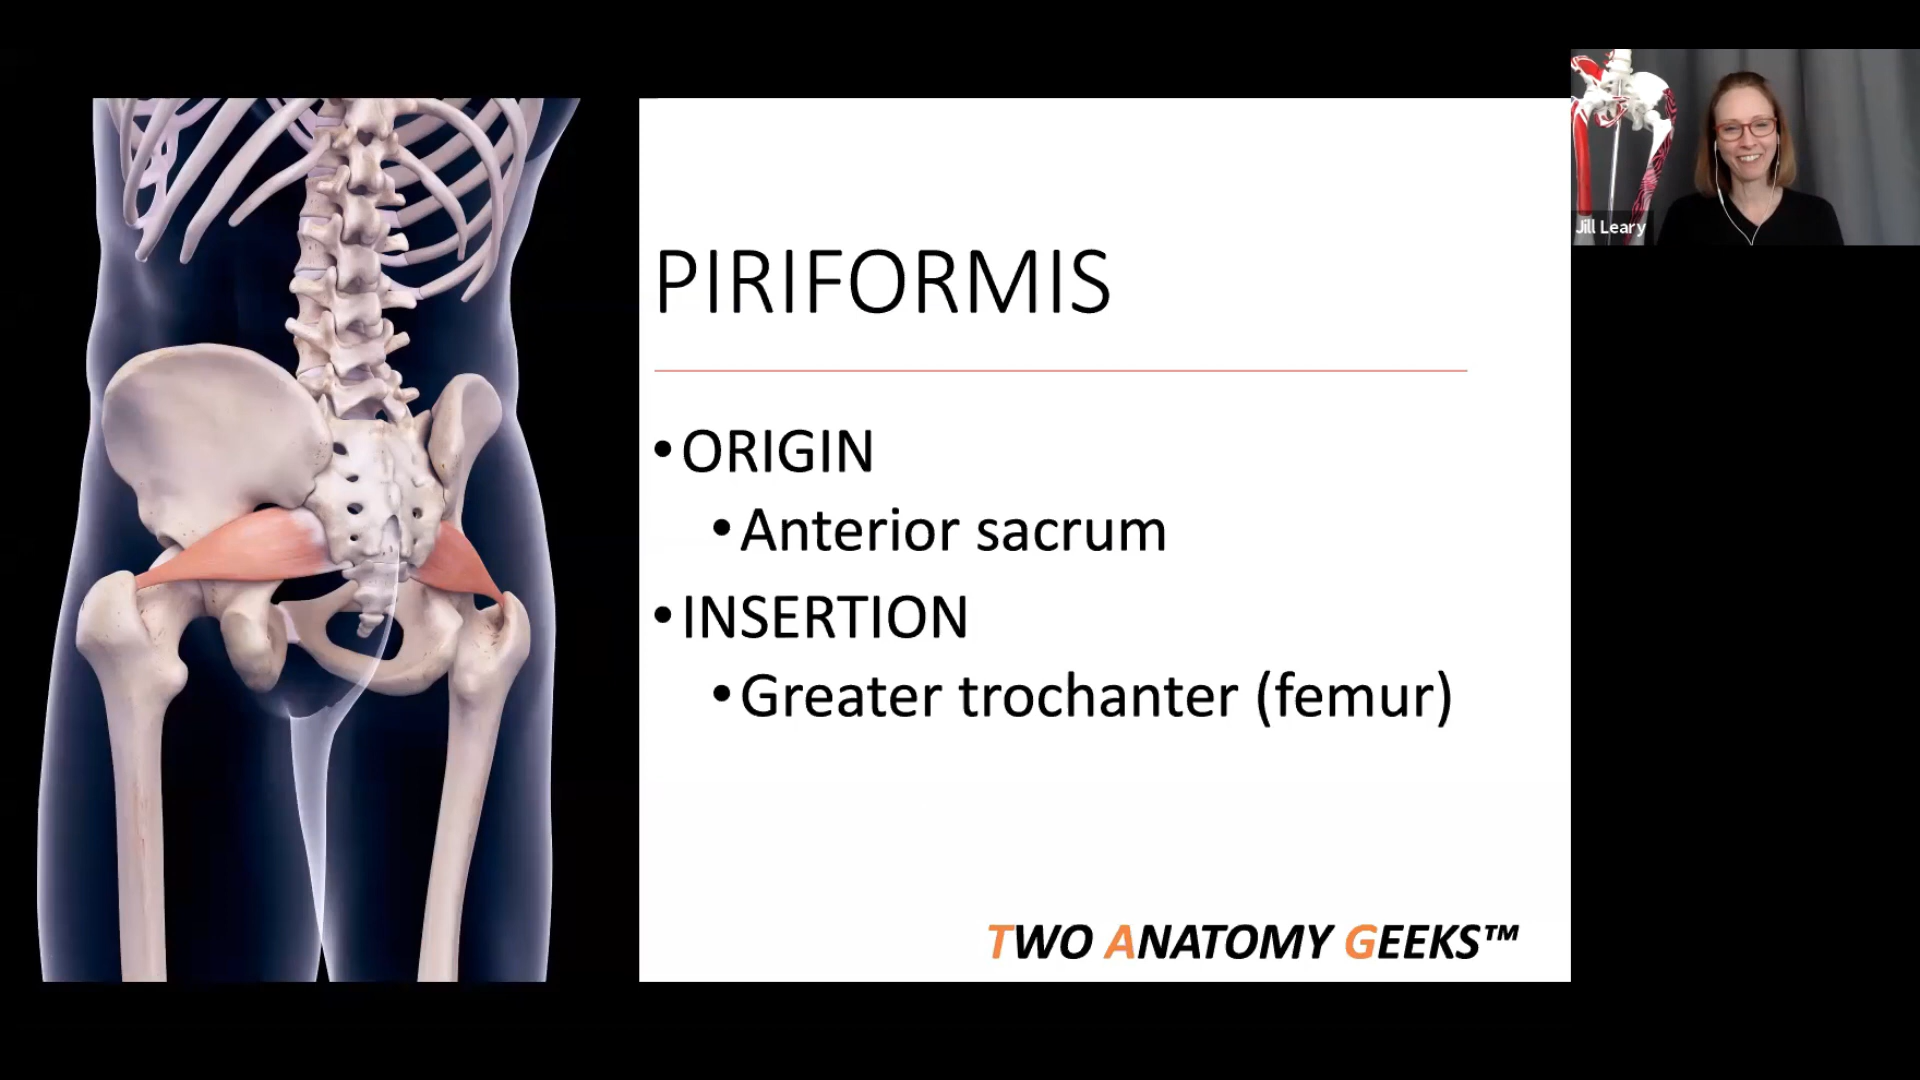 PIRIFORMIS
•ORIGIN
•Anterior sacrum
•INSERTION
•Greater trochanter (femur)
TWO ANATOMY GEEKS™
Jill Leary